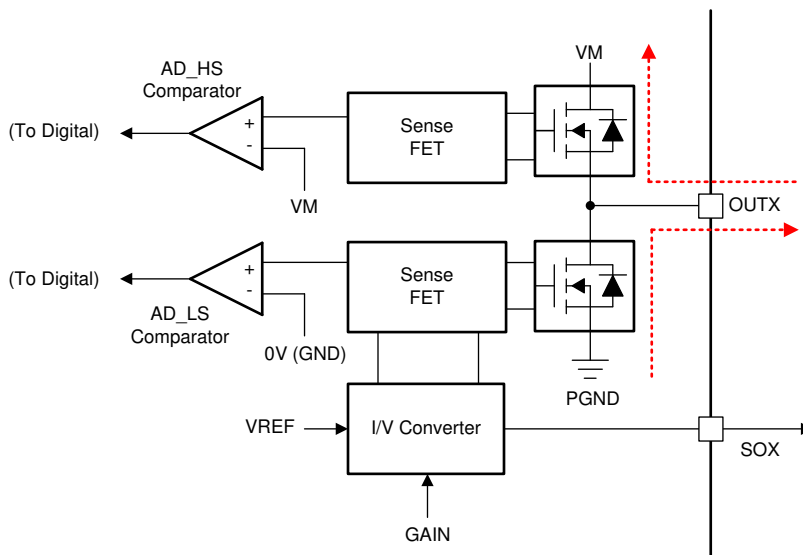 AD_HS
Comparator
VM
(To Digital)
+
-
Sense
FET
VM
OUTX
(To Digital)
+
-
Sense
FET
AD_LS
Comparator
0V (GND)
PGND
VREF
I/V Converter
SOX
GAIN